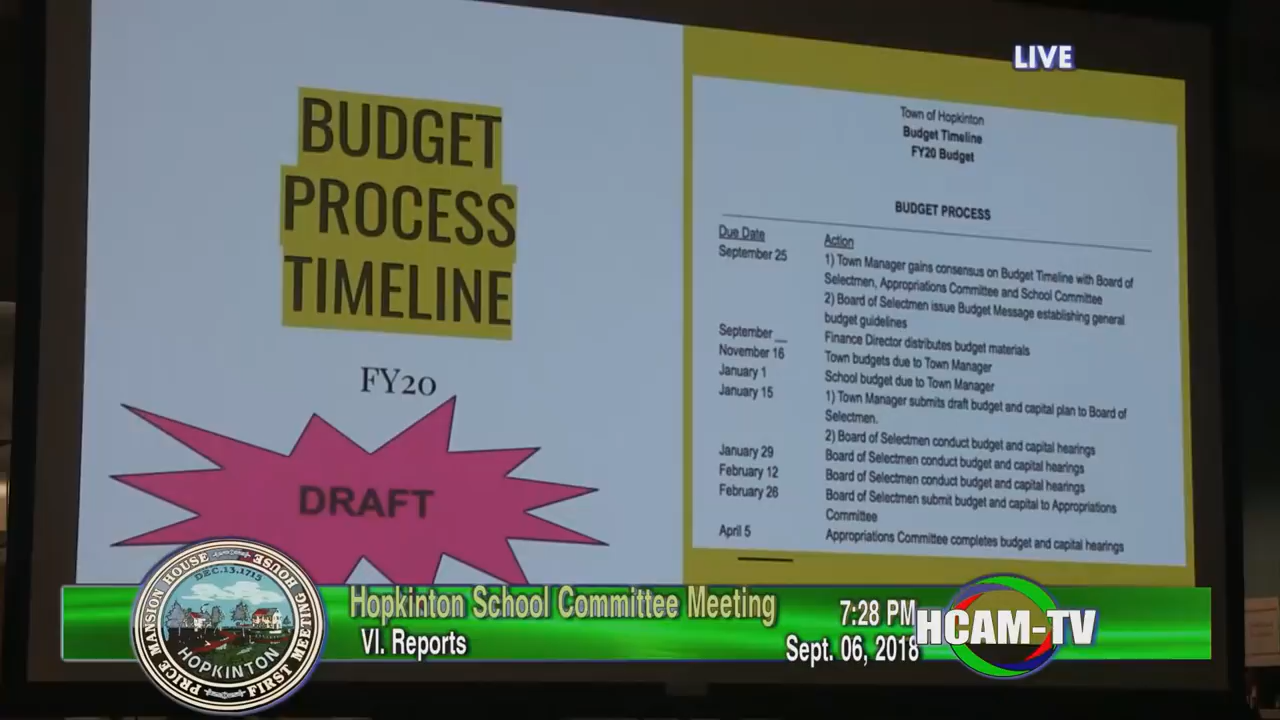 LIVE
BUDGET
PROCESS
TIMELINE
FY20
DRAFT
Town of Hopkinton
Budget Timeline
FY20 Budget
BUDGET PROCESS
Due Date Action
September 25 1) Town Manager gains consensus on Budget Timeline with Board of
Selectmen, Appropriations Committee and School Committee
2) Board of Selectmen issue Budget Message establishing general
budget guidelines
September __ Finance Director distributes budget materials
November 16 Town budgets due to Town Manager
January 1 School budget due to Town Manager
January 15 1) Town Manager submits draft budget and capital plan to Board of
Selectmen.
2) Board of Selectmen conduct budget and capital hearings
January 29 Board of Selectmen conduct budget and capital hearings
February 12 Board of Selectmen conduct budget and capital hearings
February 26 Board of Selectmen submit budget and capital to Appropriations
Committee
April 5 Appropriations Committee completes budget and capital hearings
PRICE MANSION HOUSE FIRST MEETING HOUSE
DEC.13.1715
HOPKINTON
Hopkinton School Committee Meeting
VI. Reports
7:28 PM
Sept. 06, 2018
HCAM-TV